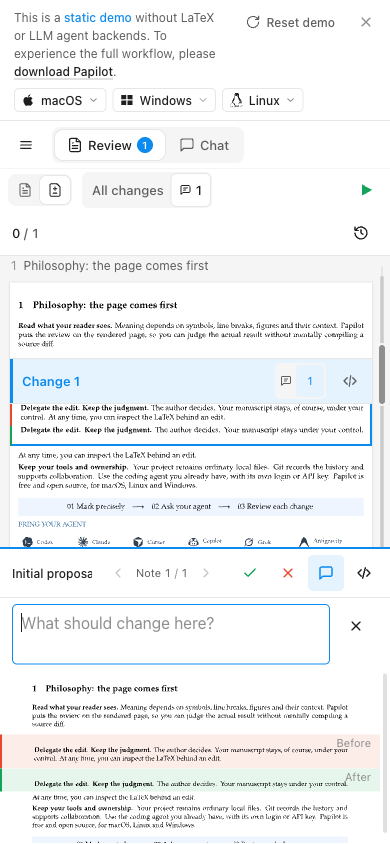 This is a static demo without LaTeX
or LLM agent backends. To
experience the full workflow, please
download Papilot.
Reset demo
macOS
Windows
Linux
Review 1
Chat
All changes
1
0 / 1
1 Philosophy: the page comes first
1 Philosophy: the page comes first
Read what your reader sees. Meaning depends on symbols, line breaks, figures and their context. Papilot
puts the review on the rendered page, so you can judge the actual result without mentally compiling a
source diff.
Change 1
1
Delegate the edit. Keep the judgment. The author decides. Your manuscript stays, of course, under your
control. At any time, you can inspect the LaTeX behind an edit.
Delegate the edit. Keep the judgment. The author decides. Your manuscript stays under your control.
At any time, you can inspect the LaTeX behind an edit.
Keep your tools and ownership. Your project remains ordinary local files. Git records the history and
supports collaboration. Use the coding agent you already have, with its own login or API key. Papilot is
free and open source, for macOS, Linux and Windows.
01 Mark precisely → 02 Ask your agent → 03 Review each change
BRING YOUR AGENT
Codex
Claude
Cursor
Copilot
Grok
Antigravity
Initial proposa
Note 1 / 1
What should change here?
1 Philosophy: the page comes first
Read what your reader sees. Meaning depends on symbols, line breaks, figures and their context. Papilot
puts the review on the rendered page, so you can judge the actual result without mentally compiling a
source diff.
Before
Delegate the edit. Keep the judgment. The author decides. Your manuscript stays, of course, under your
control. At any time, you can inspect the LaTeX behind an edit.
After
Delegate the edit. Keep the judgment. The author decides. Your manuscript stays under your control.
At any time, you can inspect the LaTeX behind an edit.
Keep your tools and ownership. Your project remains ordinary local files. Git records the history and
supports collaboration. Use the coding agent you already have, with its own login or API key. Papilot is
free and open source, for macOS, Linux and Windows.